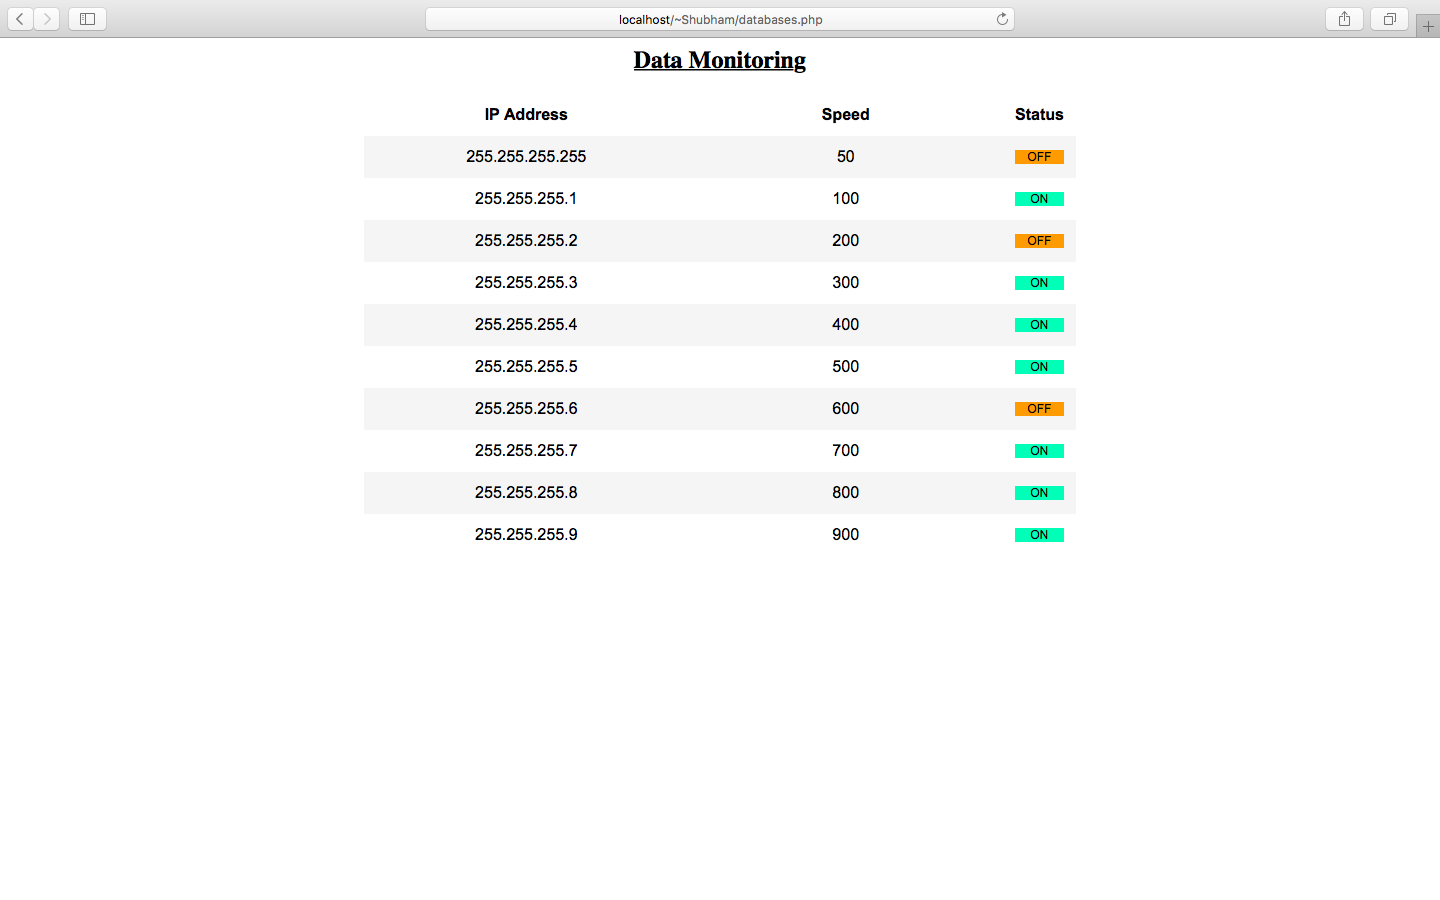 localhost/~Shubham/databases.php
Data Monitoring
IP Address Speed Status
255.255.255.255 50 OFF
255.255.255.1 100 ON
255.255.255.2 200 OFF
255.255.255.3 300 ON
255.255.255.4 400 ON
255.255.255.5 500 ON
255.255.255.6 600 OFF
255.255.255.7 700 ON
255.255.255.8 800 ON
255.255.255.9 900 ON